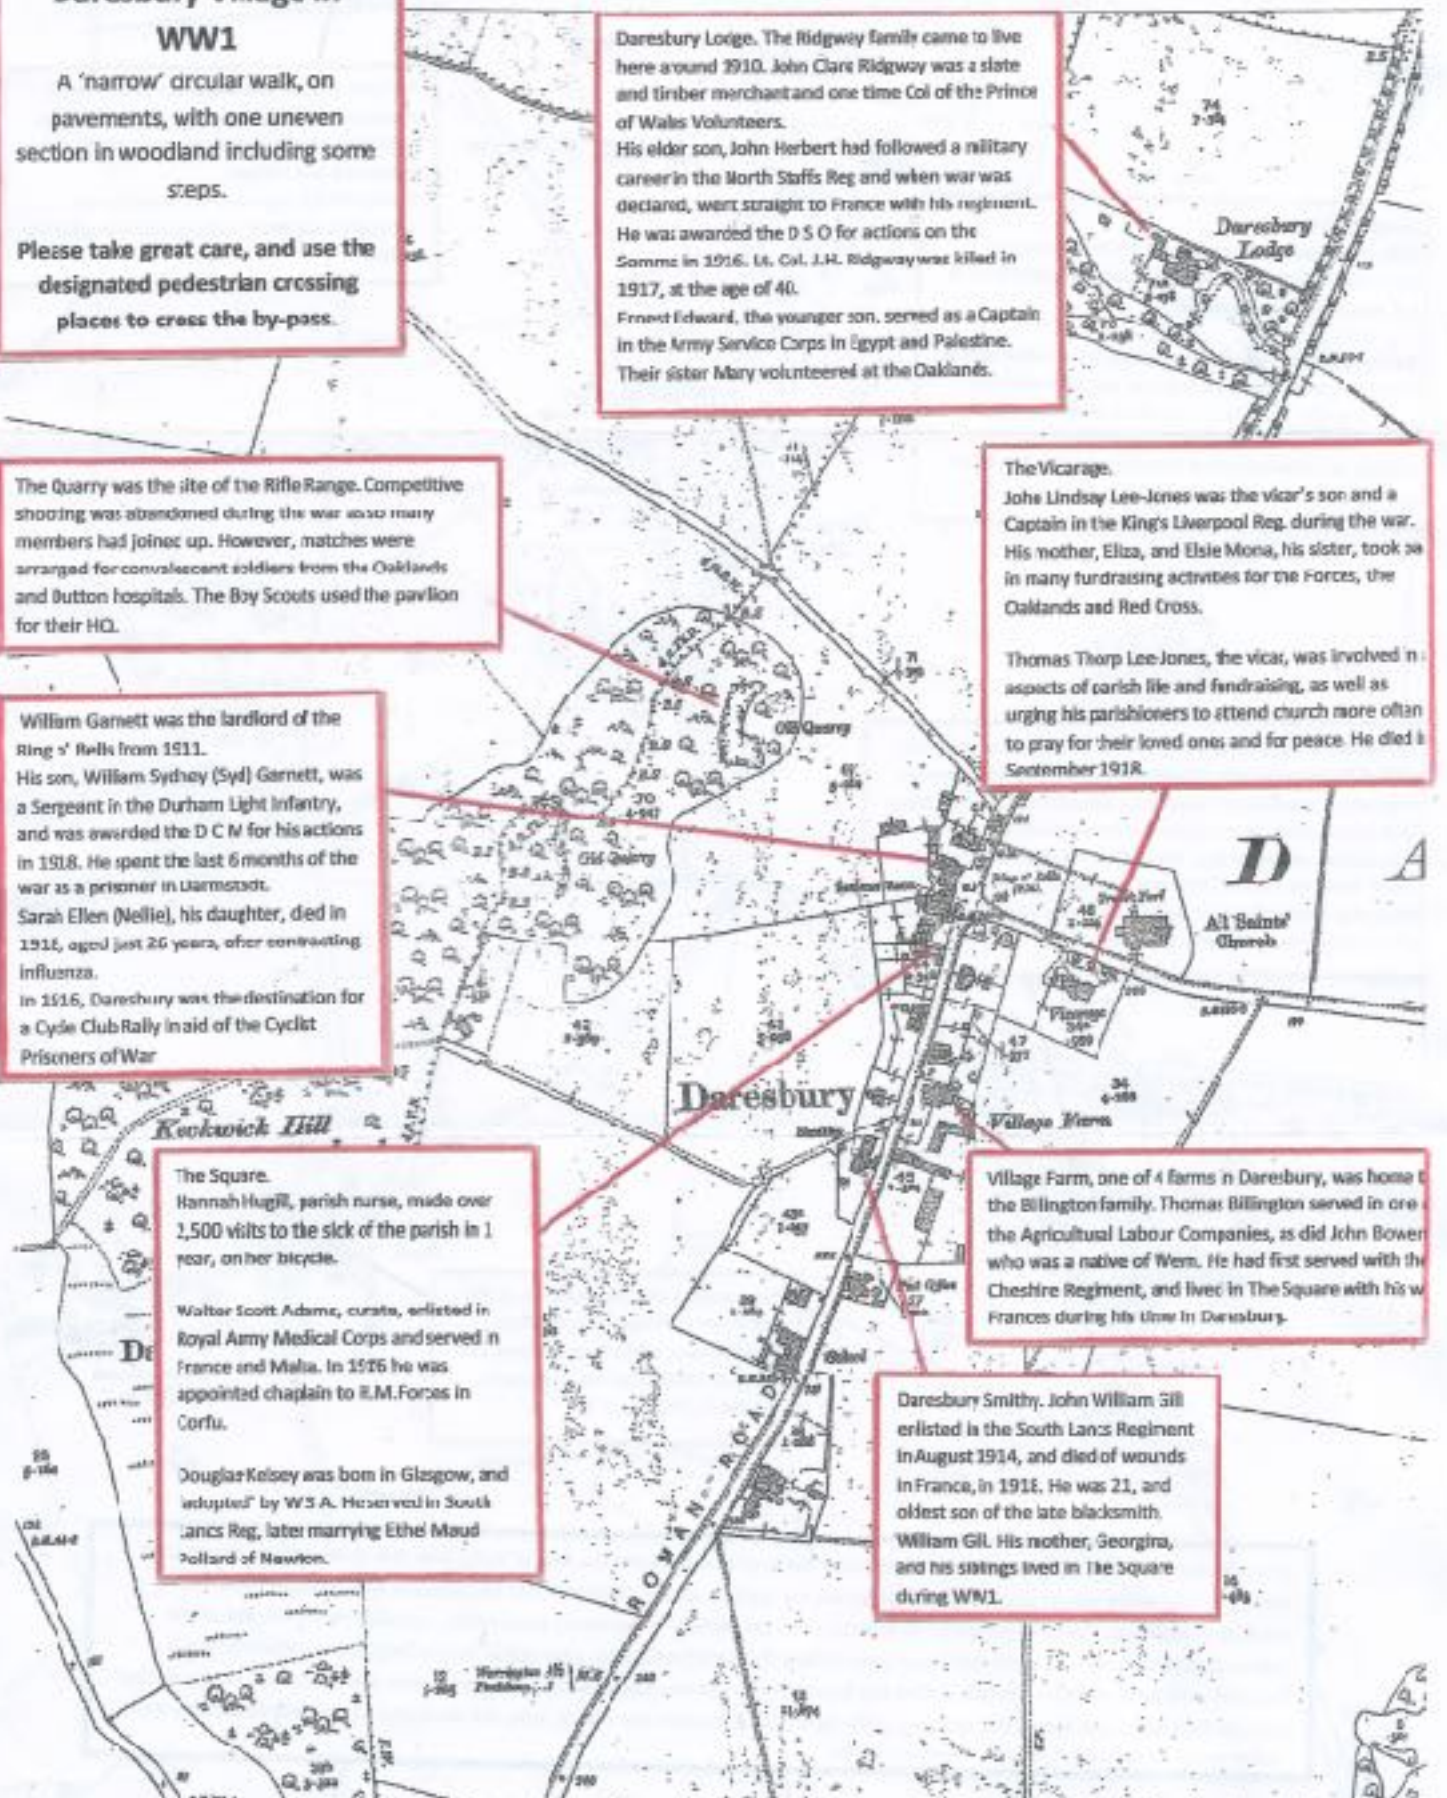 WW1
A 'narrow' circular walk, on
pavements, with one uneven
section in woodland including some
steps.
Please take great care, and use the
designated pedestrian crossing
places to cross the by-pass.
Daresbury Lodge. The Ridgway family came to live
here around 1910. John Clare Ridgway was a slate
and timber merchant and one time Col of the Prince
of Wales Volunteers.
His elder son, John Herbert had followed a military
career in the North Staffs Reg and when war was
declared, went straight to France with his regiment.
He was awarded the D S O for actions on the
Somme in 1916. Lt. Col. J.H. Ridgway was killed in
1917, at the age of 40.
Ernest Edward, the younger son, served as a Captain
in the Army Service Corps in Egypt and Palestine.
Their sister Mary volunteered at the Oaklands.
Daresbury
Lodge
The Quarry was the site of the Rifle Range. Competitive
shooting was abandoned during the war as so many
members had joined up. However, matches were
arranged for convalescent soldiers from the Oaklands
and Dutton hospitals. The Boy Scouts used the pavilion
for their HQ.
The Vicarage.
John Lindsay Lee-Jones was the vicar's son and a
Captain in the King's Liverpool Reg. during the war.
His mother, Eliza, and Elsie Mona, his sister, took pa
in many fundraising activities for the Forces, the
Oaklands and Red Cross.
Thomas Thorp Lee-Jones, the vicar, was involved in
aspects of parish life and fundraising, as well as
urging his parishioners to attend church more often
to pray for their loved ones and for peace. He died i
September 1918.
William Garnett was the landlord of the
Ring o' Bells from 1911.
His son, William Sydney (Syd) Garnett, was
a Sergeant in the Durham Light Infantry,
and was awarded the D C M for his actions
in 1918. He spent the last 6 months of the
war as a prisoner in Darmstadt.
Sarah Ellen (Nellie), his daughter, died in
1918, aged just 26 years, after contracting
influenza.
In 1916, Daresbury was the destination for
a Cycle Club Rally in aid of the Cyclist
Prisoners of War
Old Quarry
Old Quarry
D A
All Saints'
Church
Vicarage
Daresbury
Village Farm
Keckwick Hill
The Square.
Hannah Hugill, parish nurse, made over
2,500 visits to the sick of the parish in 1
year, on her bicycle.
Walter Scott Adams, curate, enlisted in
Royal Army Medical Corps and served in
France and Malta. In 1916 he was
appointed chaplain to H.M.Forces in
Corfu.
Douglas Kelsey was born in Glasgow, and
'adopted' by W S A. He served in South
Lancs Reg, later marrying Ethel Maud
Pollard of Newton.
Village Farm, one of 4 farms in Daresbury, was home t
the Billington family. Thomas Billington served in one
the Agricultural Labour Companies, as did John Bower
who was a native of Wem. He had first served with the
Cheshire Regiment, and lived in The Square with his w
Frances during his time in Daresbury.
Post Office
School
Daresbury Smithy. John William Gill
enlisted in the South Lancs Regiment
in August 1914, and died of wounds
in France, in 1918. He was 21, and
oldest son of the late blacksmith,
William Gill. His mother, Georgina,
and his siblings lived in The Square
during WW1.
ROMAN ROAD